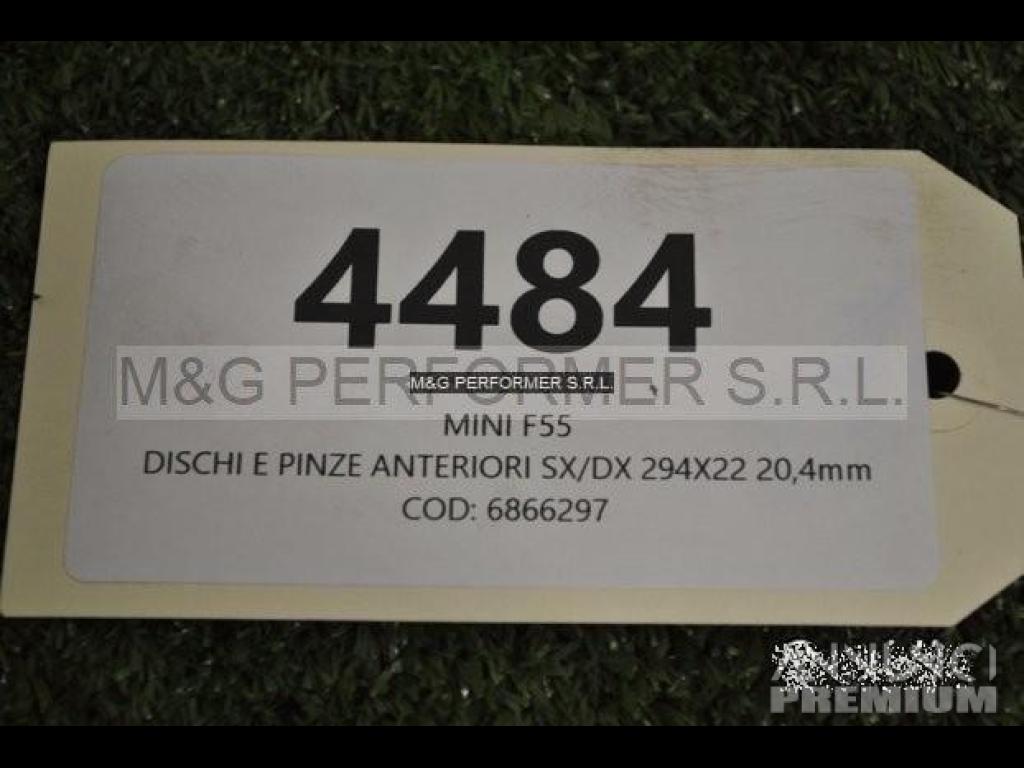 4484
M&G PERFORMER S.R.L.
M&G PERFORMER S.R.L.
MINI F55
DISCHI E PINZE ANTERIORI SX/DX 294X22 20,4mm
COD: 6866297
PREMIUM